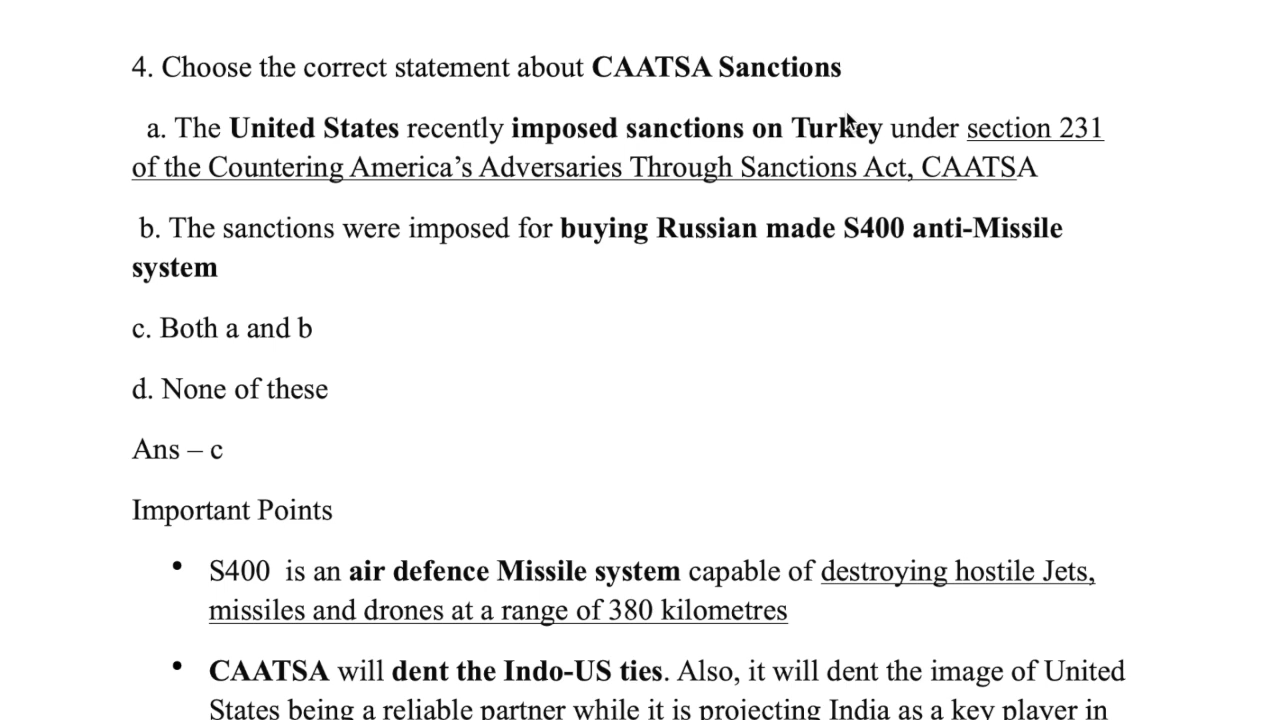 4. Choose the correct statement about CAATSA Sanctions
a. The United States recently imposed sanctions on Turkey under section 231
of the Countering America’s Adversaries Through Sanctions Act, CAATSA
b. The sanctions were imposed for buying Russian made S400 anti-Missile
system
c. Both a and b
d. None of these
Ans – c
Important Points
• S400  is an air defence Missile system capable of destroying hostile Jets,
missiles and drones at a range of 380 kilometres
• CAATSA will dent the Indo-US ties. Also, it will dent the image of United
States being a reliable partner while it is projecting India as a key player in